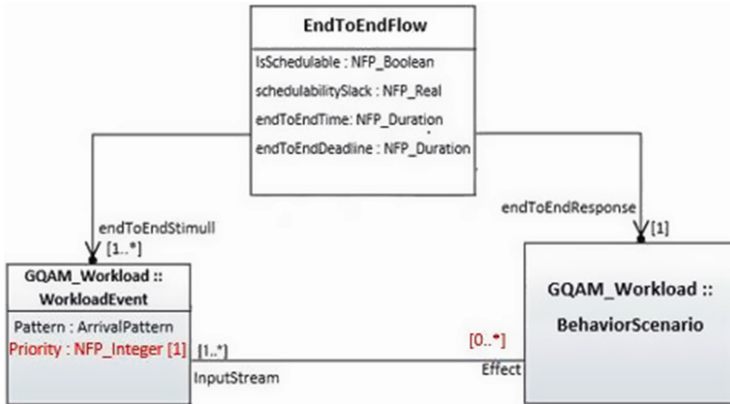 EndToEndFlow
IsSchedulable : NFP_Boolean
schedulabilitySlack : NFP_Real
endToEndTime: NFP_Duration
endToEndDeadline : NFP_Duration
endToEndStimull
[1..*]
endToEndResponse
[1]
GQAM_Workload ::
WorkloadEvent
Pattern : ArrivalPattern
Priority : NFP_Integer [1]
GQAM_Workload ::
BehaviorScenario
[1..*]
InputStream
[0..*]
Effect